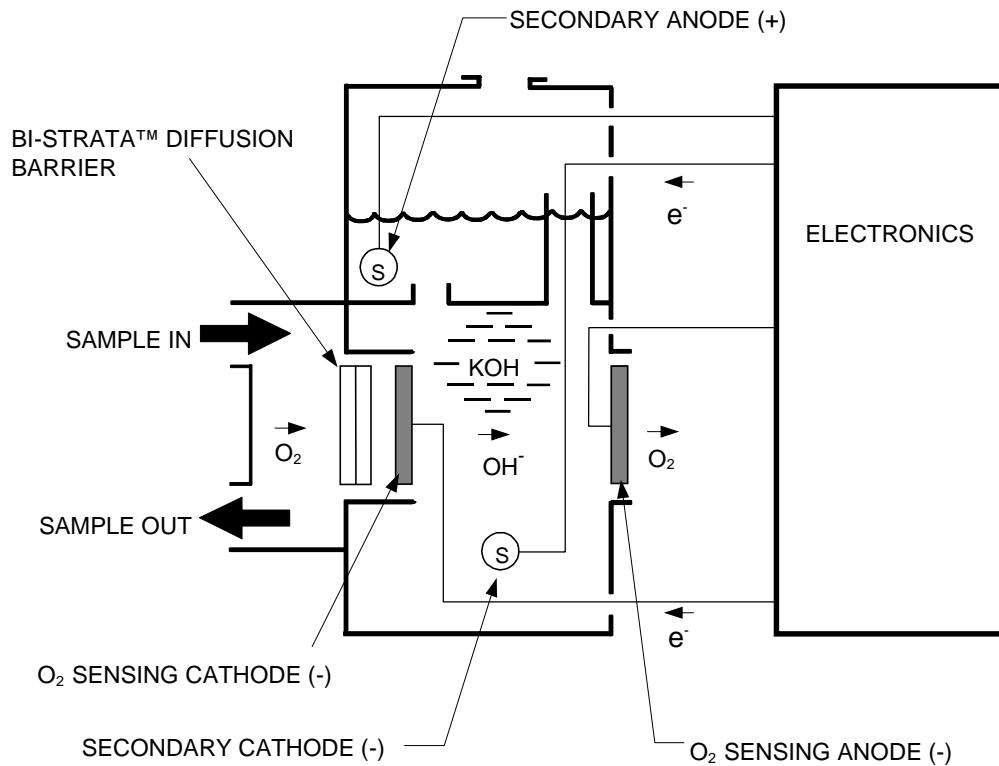 SECONDARY ANODE (+)
BI-STRATA™ DIFFUSION
BARRIER
e-
ELECTRONICS
S
SAMPLE IN
KOH
O₂
OH-
O₂
SAMPLE OUT
S
e-
O₂ SENSING CATHODE (-)
SECONDARY CATHODE (-)
O₂ SENSING ANODE (-)